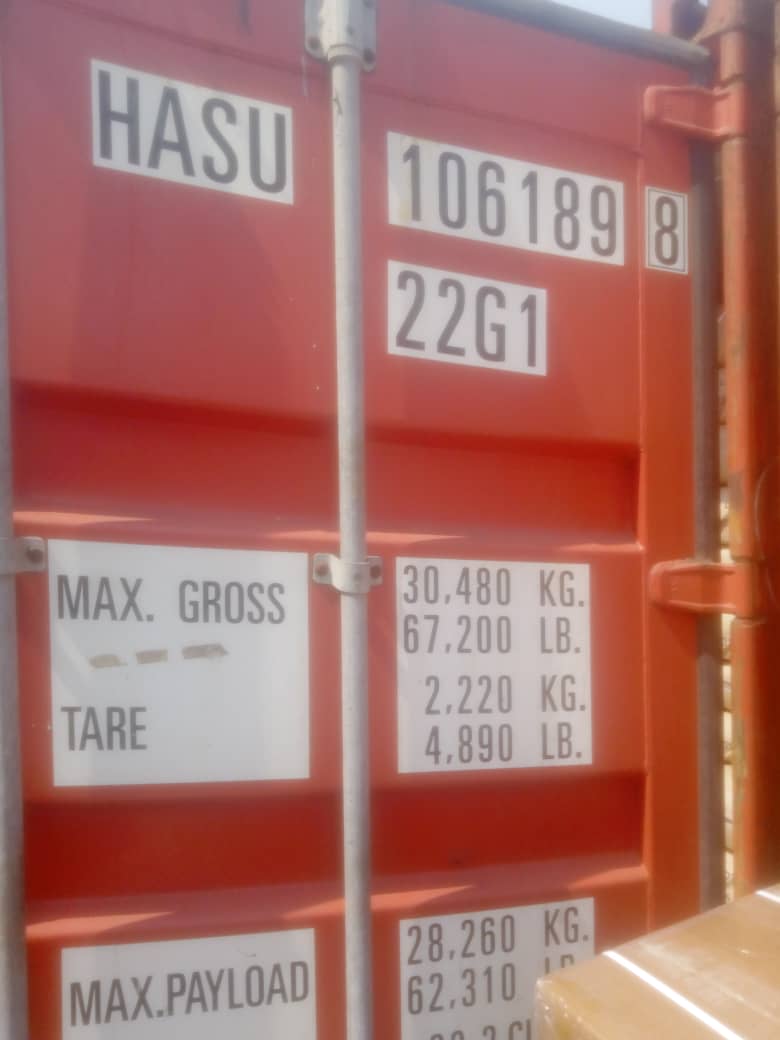 HASU 106189 8
22G1
MAX. GROSS 30,480 KG.
67,200 LB.
TARE 2,220 KG.
4,890 LB.
MAX.PAYLOAD 28,260 KG.
62,310